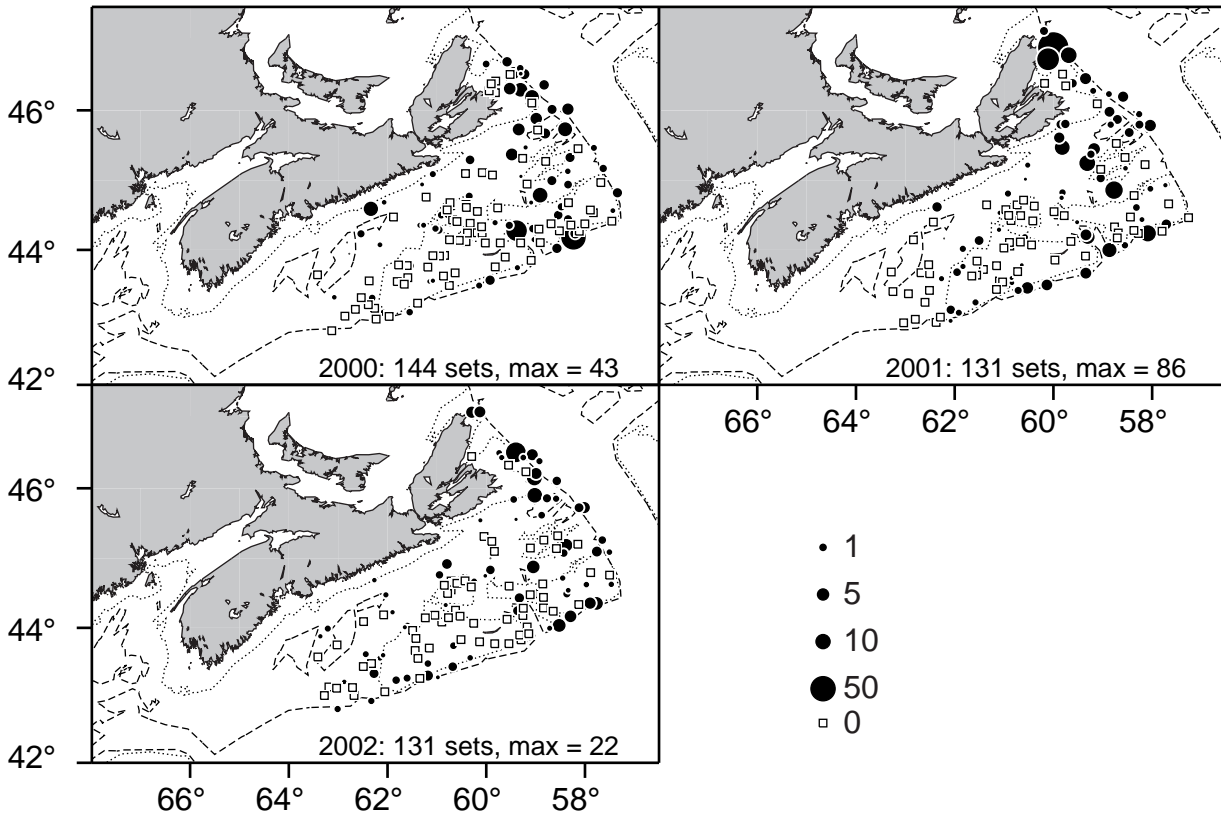 46°
44°
42°
2000: 144 sets, max = 43
2001: 131 sets, max = 86
66° 64° 62° 60° 58°
46°
44°
42°
2002: 131 sets, max = 22
66° 64° 62° 60° 58°
1
5
10
50
0